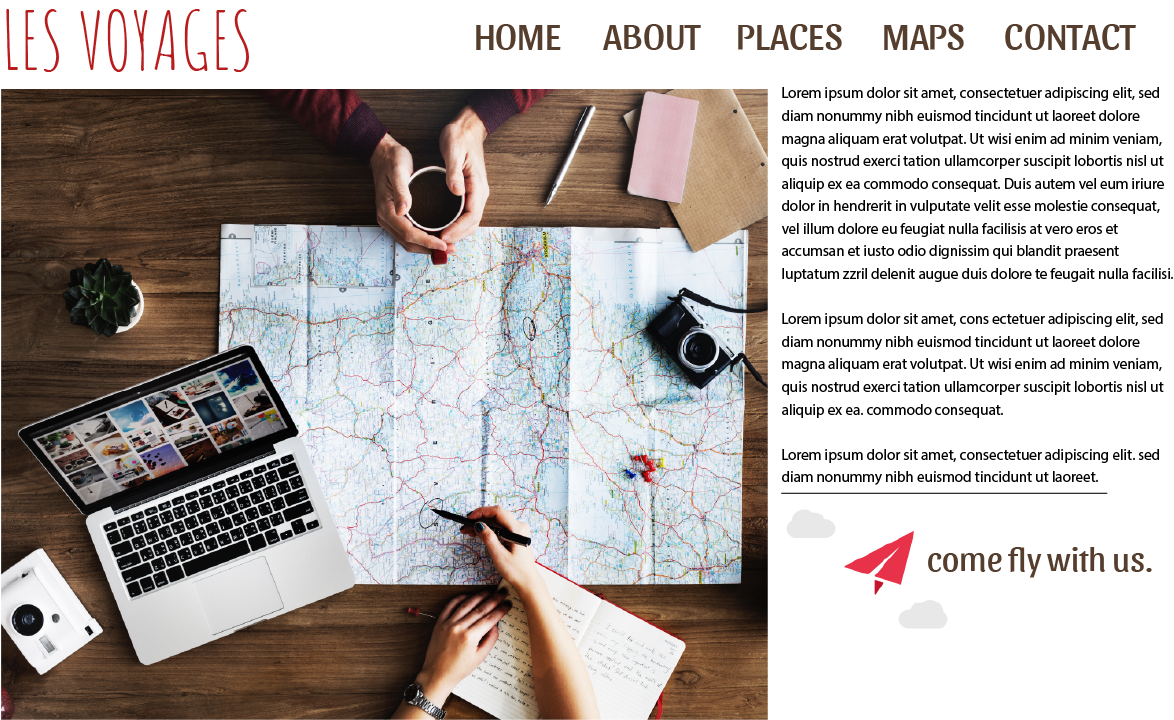 LES VOYAGES
HOME ABOUT PLACES MAPS CONTACT
Lorem ipsum dolor sit amet, consectetuer adipiscing elit, sed
diam nonummy nibh euismod tincidunt ut laoreet dolore
magna aliquam erat volutpat. Ut wisi enim ad minim veniam,
quis nostrud exerci tation ullamcorper suscipit lobortis nisl ut
aliquip ex ea commodo consequat. Duis autem vel eum iriure
dolor in hendrerit in vulputate velit esse molestie consequat,
vel illum dolore eu feugiat nulla facilisis at vero eros et
accumsan et iusto odio dignissim qui blandit praesent
luptatum zzril delenit augue duis dolore te feugait nulla facilisi.
Lorem ipsum dolor sit amet, cons ectetuer adipiscing elit, sed
diam nonummy nibh euismod tincidunt ut laoreet dolore
magna aliquam erat volutpat. Ut wisi enim ad minim veniam,
quis nostrud exerci tation ullamcorper suscipit lobortis nisl ut
aliquip ex ea. commodo consequat.
Lorem ipsum dolor sit amet, consectetuer adipiscing elit. sed
diam nonummy nibh euismod tincidunt ut laoreet.
come fly with us.